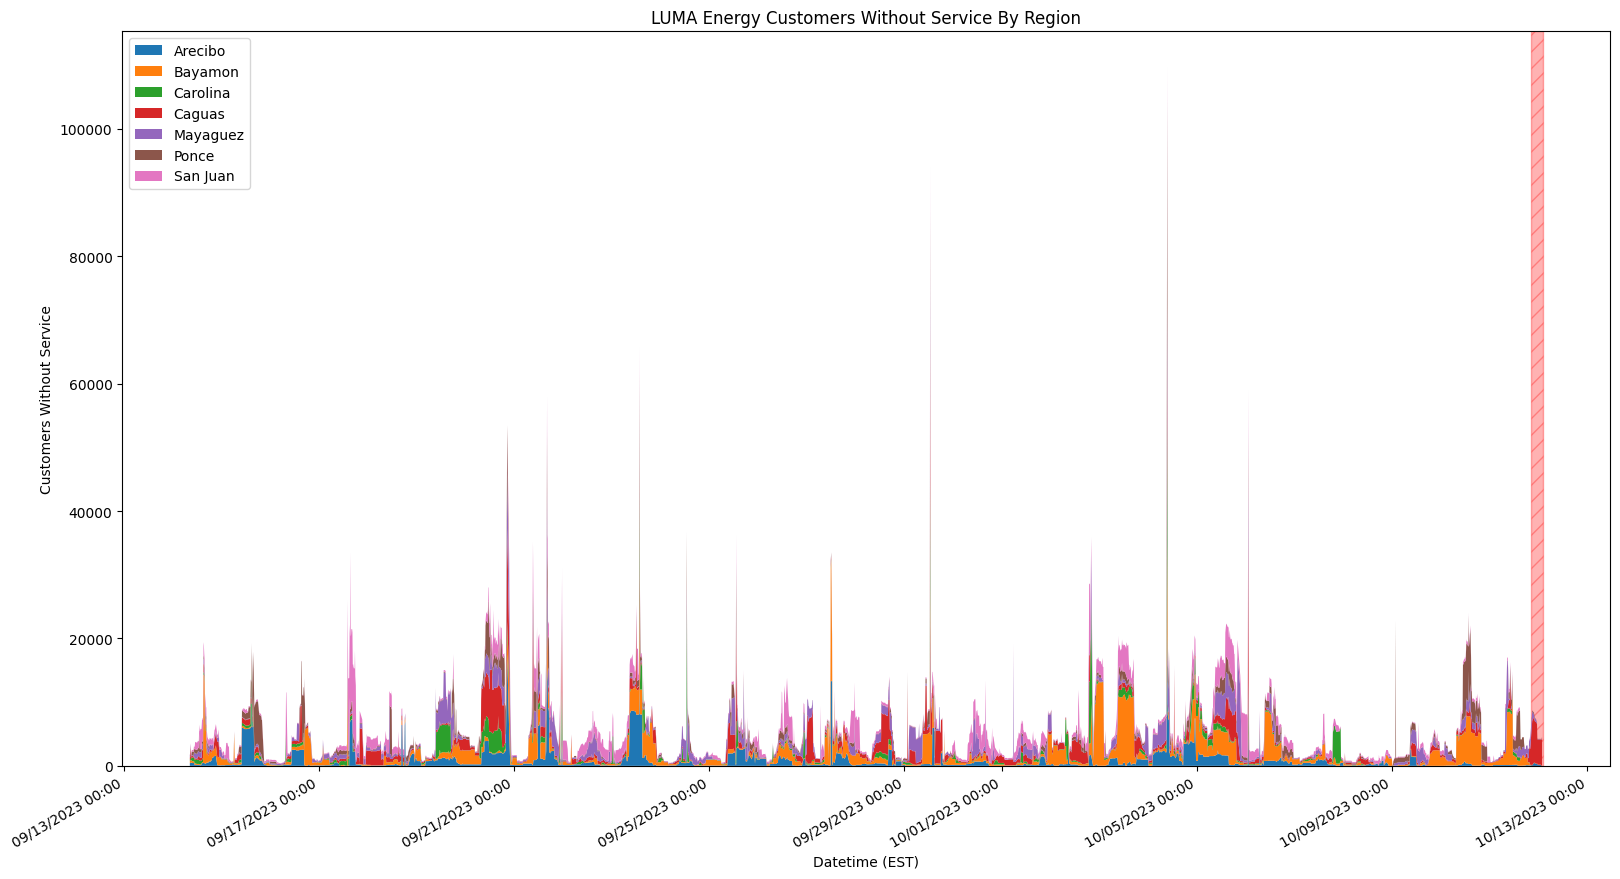 LUMA Energy Customers Without Service By Region
Arecibo
Bayamon
Carolina
Caguas
Mayaguez
Ponce
San Juan
100000
80000
60000
40000
20000
0
Customers Without Service
09/13/2023 00:00
09/17/2023 00:00
09/21/2023 00:00
09/25/2023 00:00
09/29/2023 00:00
10/01/2023 00:00
10/05/2023 00:00
10/09/2023 00:00
10/13/2023 00:00
Datetime (EST)